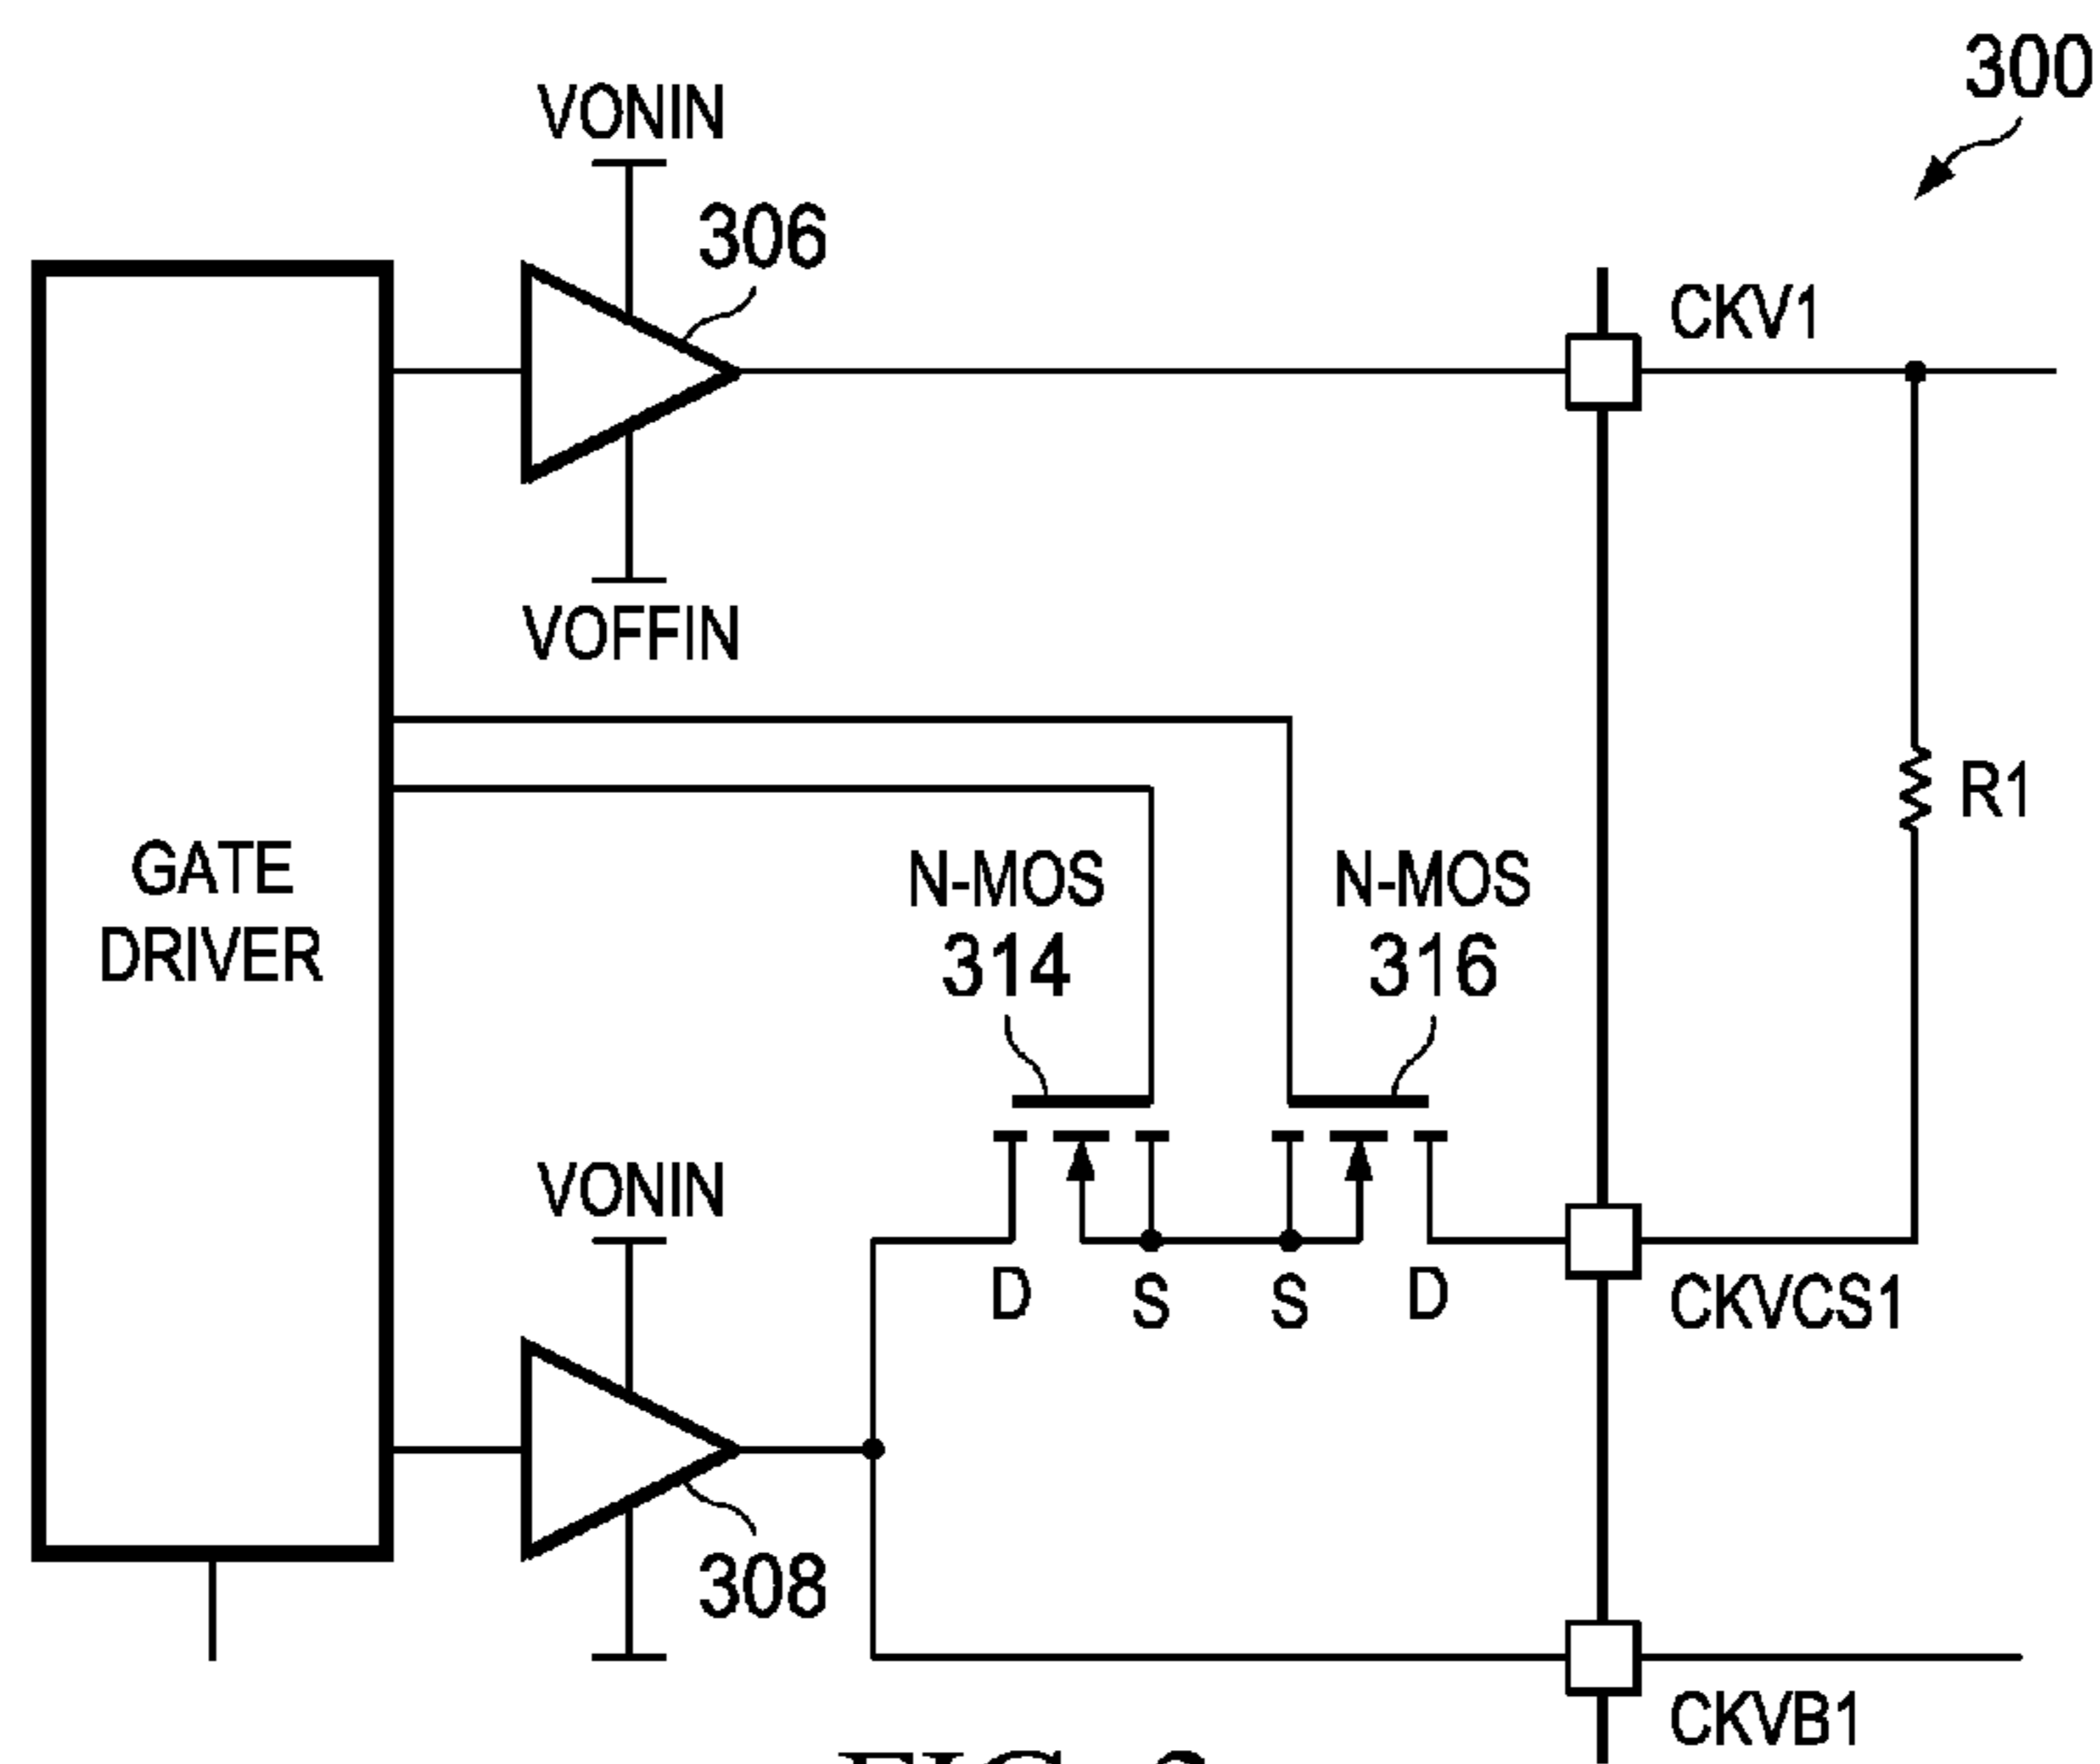 300
VONIN
306
CKV1
VOFFIN
R1
GATE
DRIVER
N-MOS
314
N-MOS
316
VONIN
D
S
S
D
CKVCS1
308
CKVB1